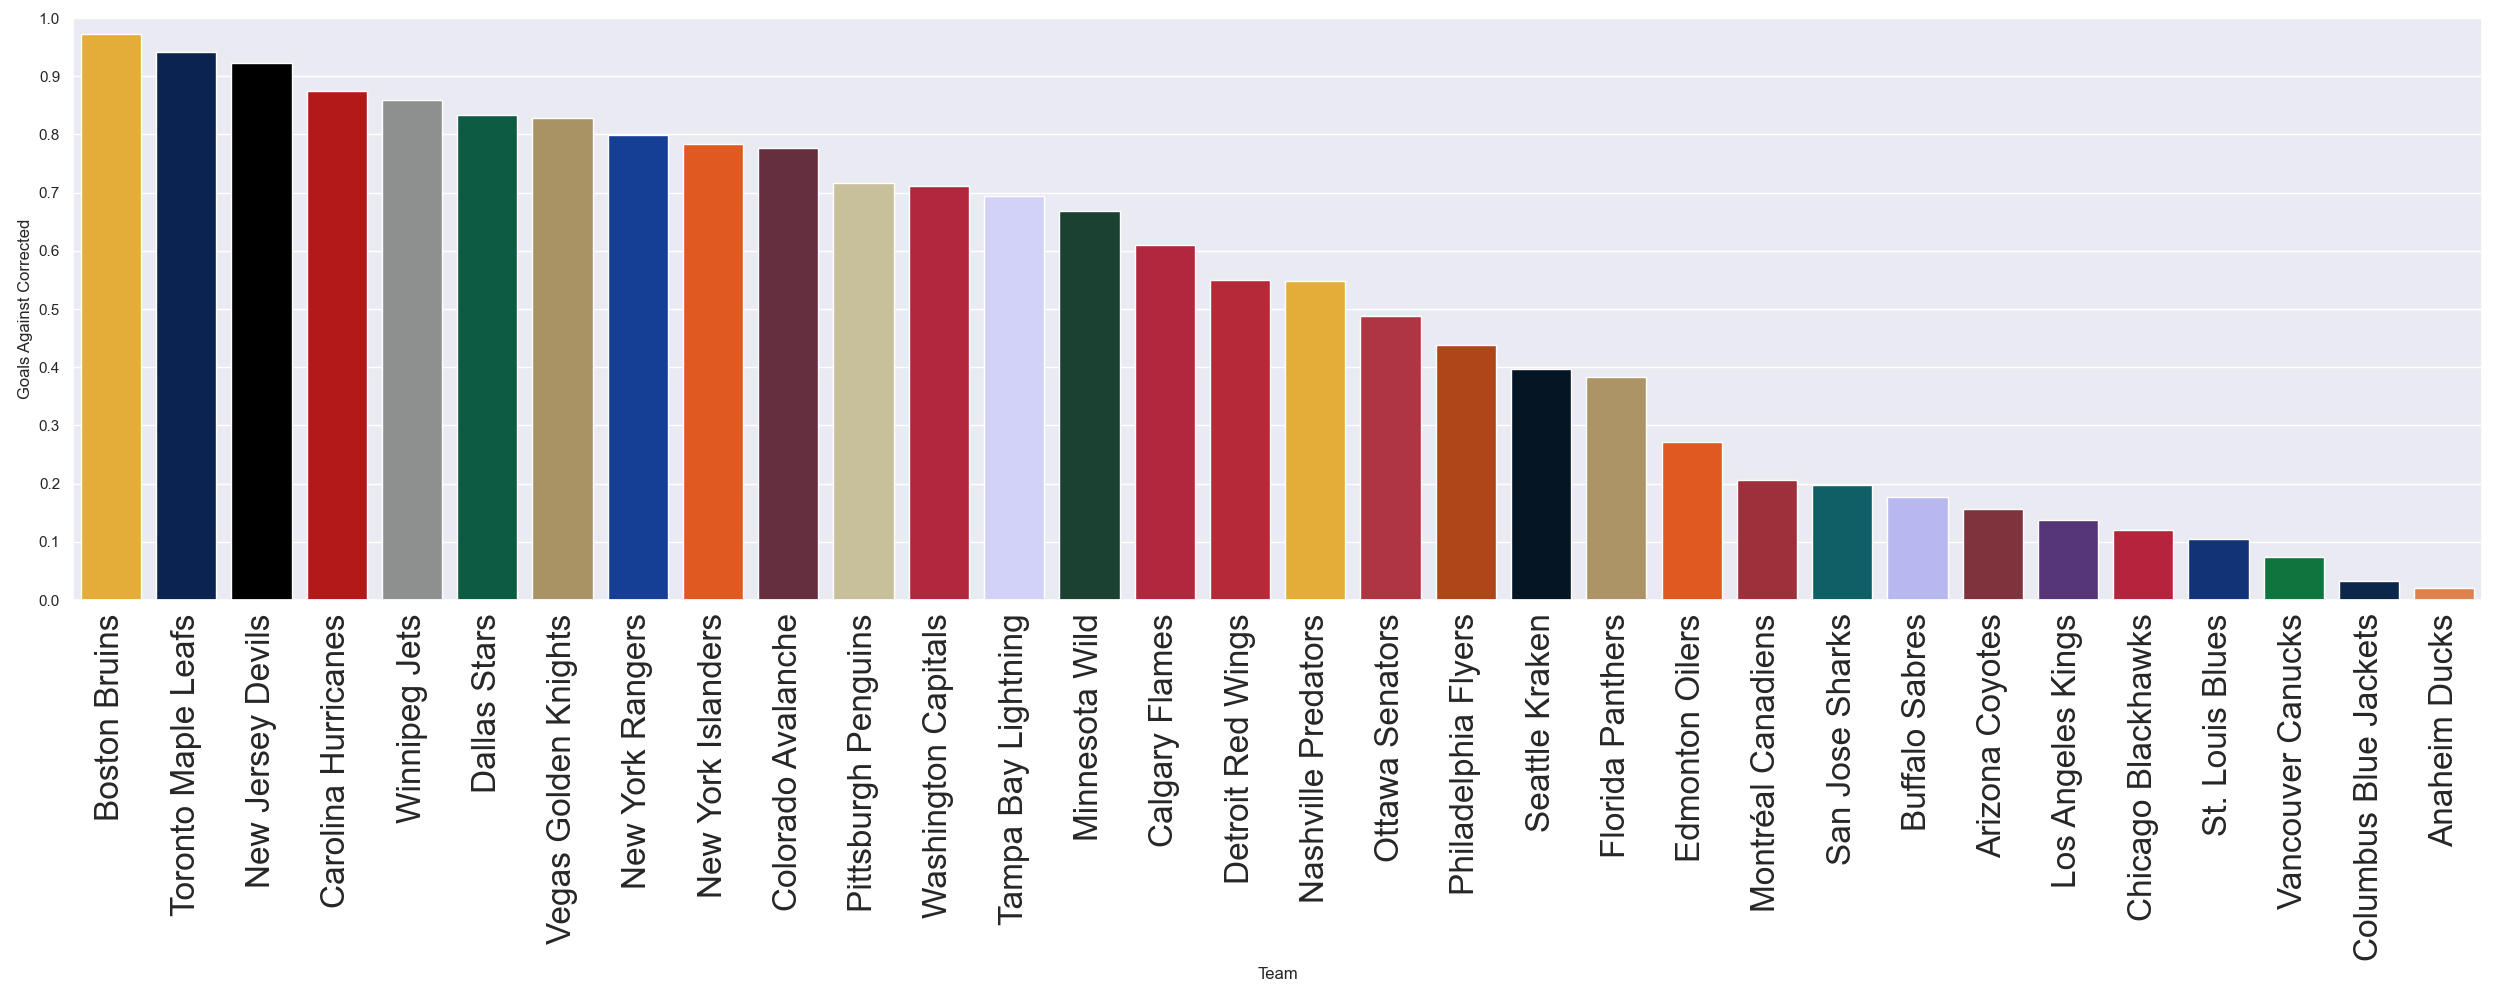 1.0
0.9
0.8
0.7
0.6
0.5
0.4
0.3
0.2
0.1
0.0
Goals Against Corrected
Boston Bruins
Toronto Maple Leafs
New Jersey Devils
Carolina Hurricanes
Winnipeg Jets
Dallas Stars
Vegas Golden Knights
New York Rangers
New York Islanders
Colorado Avalanche
Pittsburgh Penguins
Washington Capitals
Tampa Bay Lightning
Minnesota Wild
Calgary Flames
Detroit Red Wings
Nashville Predators
Ottawa Senators
Philadelphia Flyers
Seattle Kraken
Florida Panthers
Edmonton Oilers
Montréal Canadiens
San Jose Sharks
Buffalo Sabres
Arizona Coyotes
Los Angeles Kings
Chicago Blackhawks
St. Louis Blues
Vancouver Canucks
Columbus Blue Jackets
Anaheim Ducks
Team